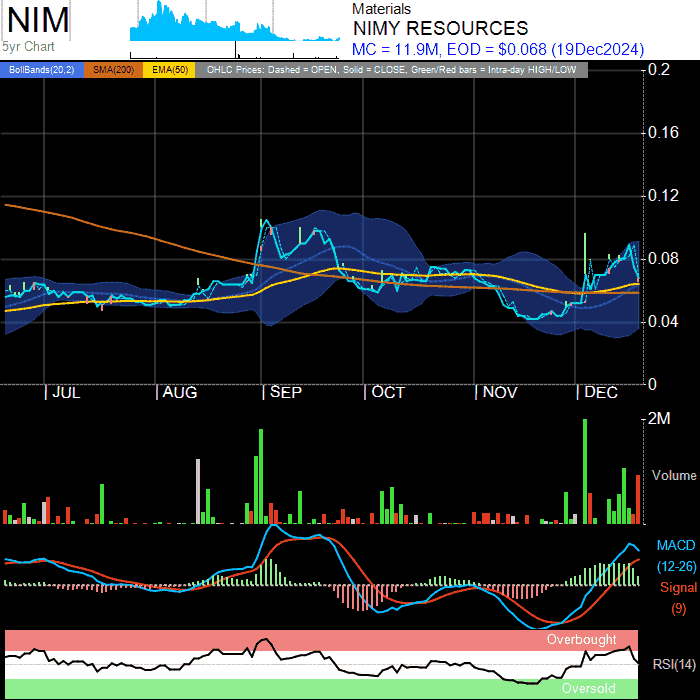 NIM
5yr Chart
Materials
NIMY RESOURCES
MC = 11.9M, EOD = $0.068 (19Dec2024)
BollBands(20,2) SMA(200) EMA(50) OHLC Prices: Dashed = OPEN, Solid = CLOSE, Green/Red bars = Intra-day HIGH/LOW
0.2
0.16
0.12
0.08
0.04
0
JUL AUG SEP OCT NOV DEC
2M
Volume
MACD
(12-26)
Signal
(9)
Overbought
RSI(14)
Oversold